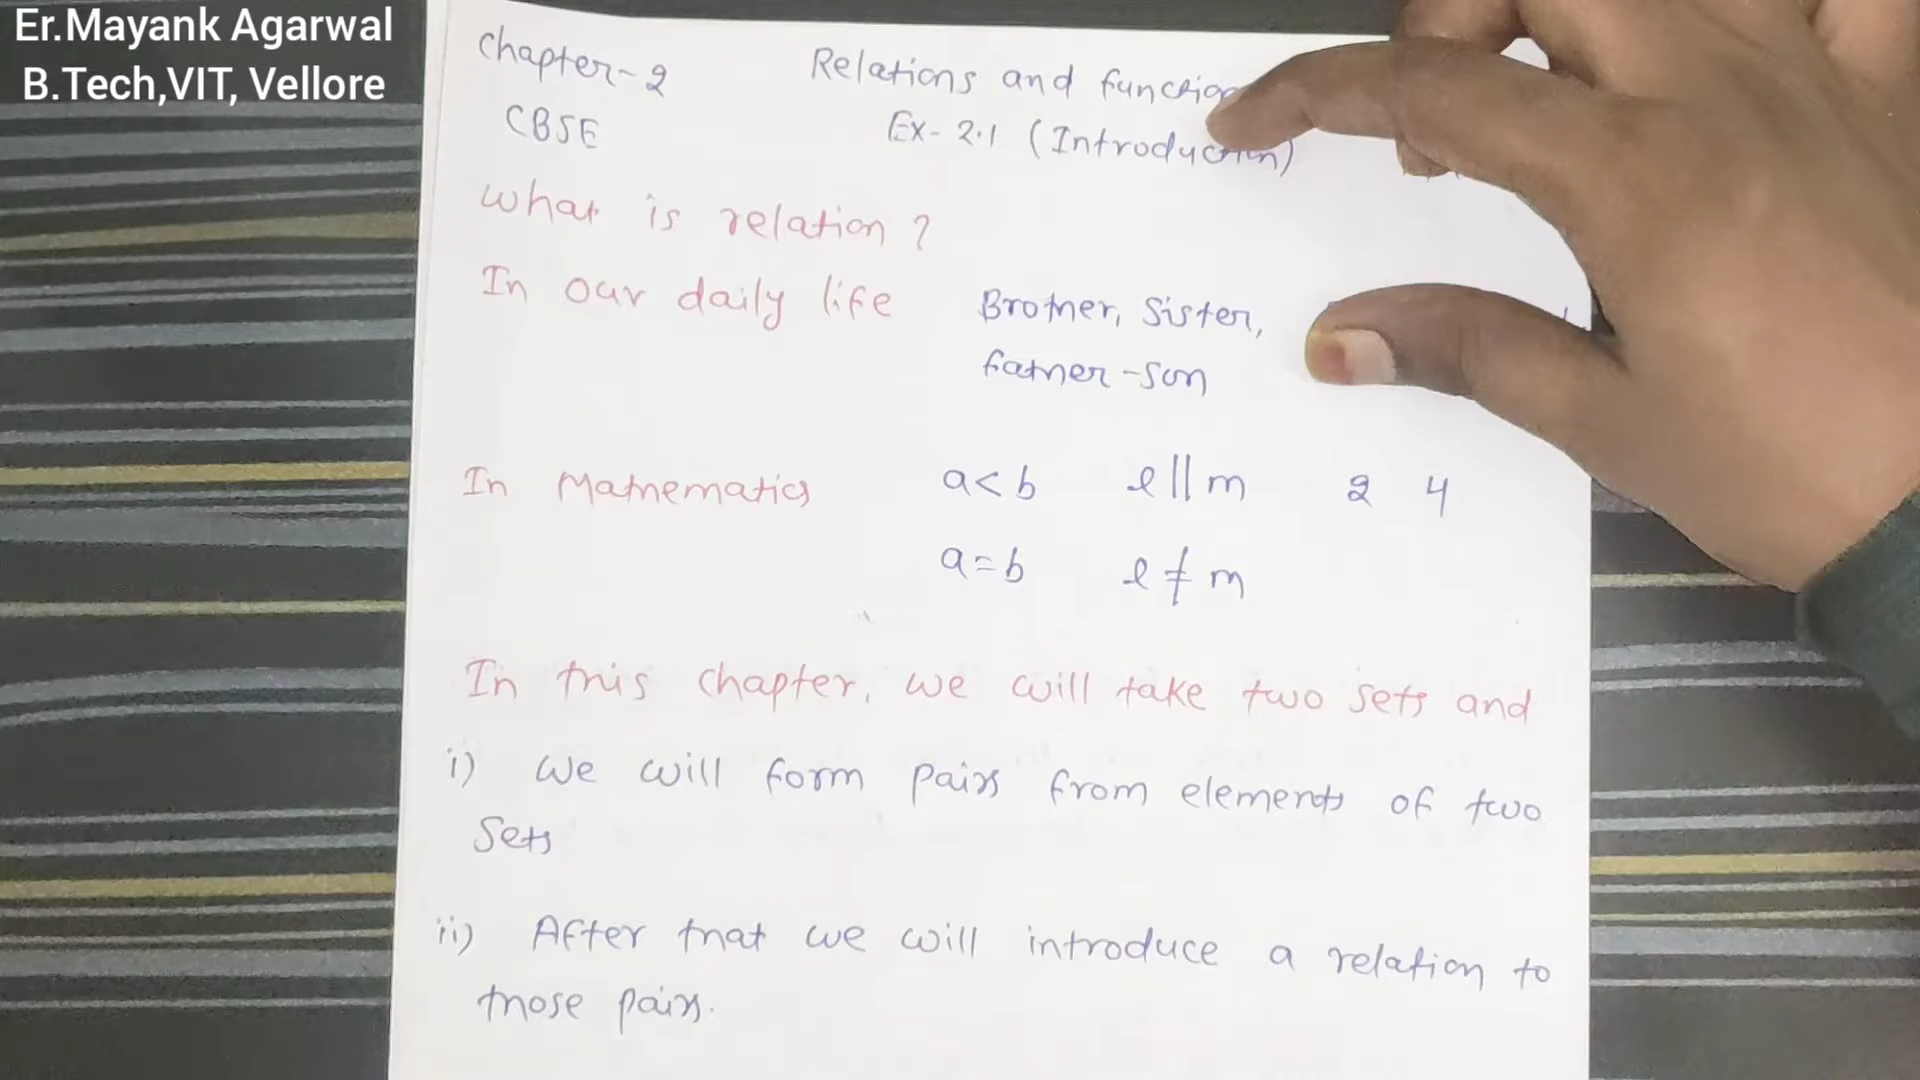 Er.Mayank Agarwal
B.Tech,VIT, Vellore
Chapter-2 Relations and
CBSE Ex- 2.1 (Introduction)
What is relation ?
In our daily life Brother, Sister,
father-son
In Mathematics a<b l||m 2 4
a=b l≠m
In this chapter, we will take two sets and
i) We will form pairs from elements of two
Sets
ii) After that we will introduce a relation to
those pairs.